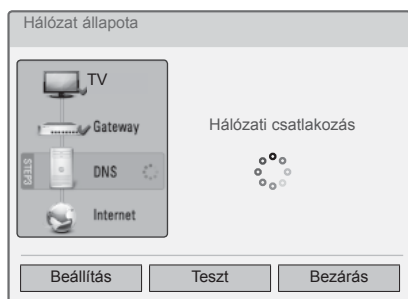 Hálózat állapota
TV
Gateway
STEP3
DNS
Internet
Hálózati csatlakozás
Beállítás
Teszt
Bezárás